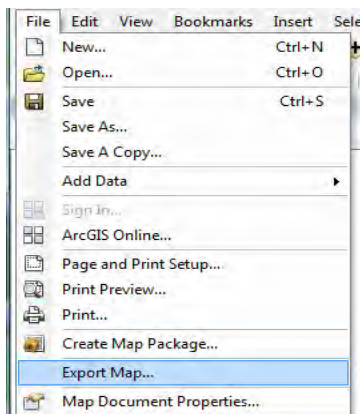 File Edit View Bookmarks Insert Sele
New... Ctrl+N
Open... Ctrl+O
Save Ctrl+S
Save As...
Save A Copy...
Add Data
Sign In...
ArcGIS Online...
Page and Print Setup...
Print Preview...
Print...
Create Map Package...
Export Map...
Map Document Properties...